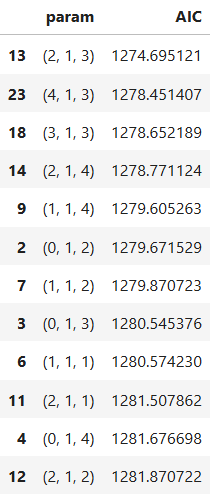 param AIC
13 (2, 1, 3) 1274.695121
23 (4, 1, 3) 1278.451407
18 (3, 1, 3) 1278.652189
14 (2, 1, 4) 1278.771124
9 (1, 1, 4) 1279.605263
2 (0, 1, 2) 1279.671529
7 (1, 1, 2) 1279.870723
3 (0, 1, 3) 1280.545376
6 (1, 1, 1) 1280.574230
11 (2, 1, 1) 1281.507862
4 (0, 1, 4) 1281.676698
12 (2, 1, 2) 1281.870722